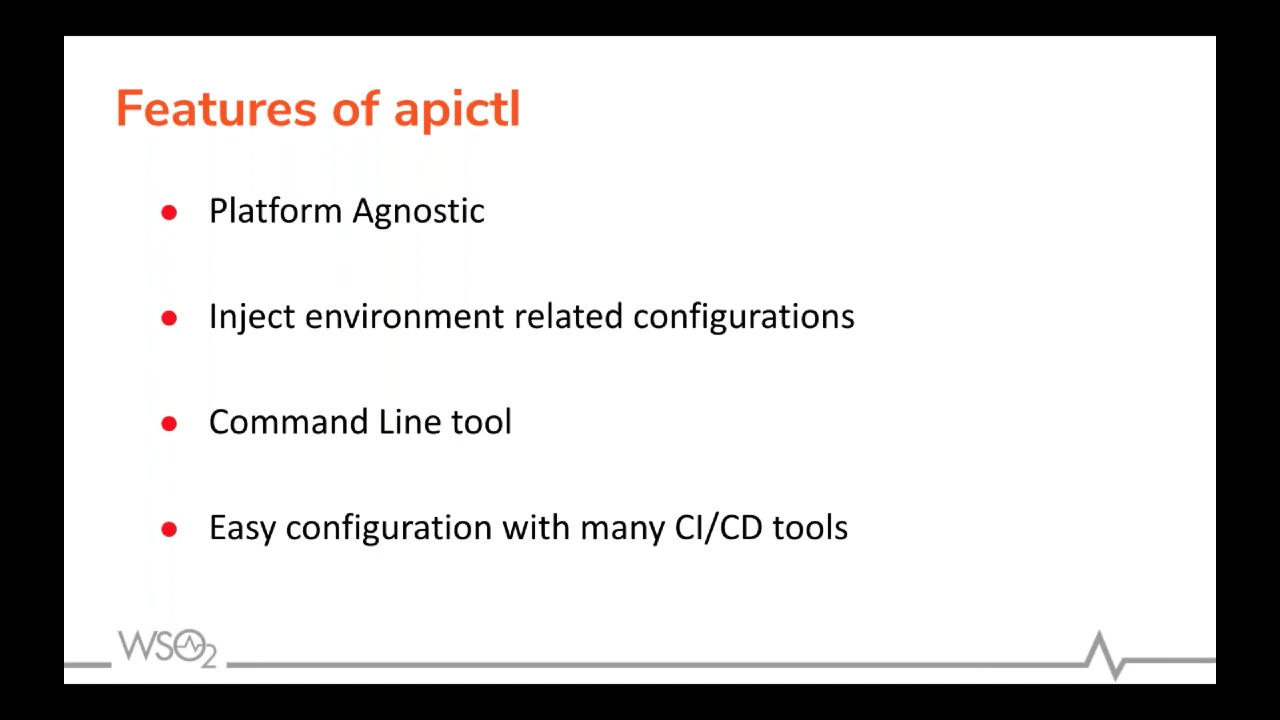 Features of apictl
● Platform Agnostic
● Inject environment related configurations
● Command Line tool
● Easy configuration with many CI/CD tools
WSO2